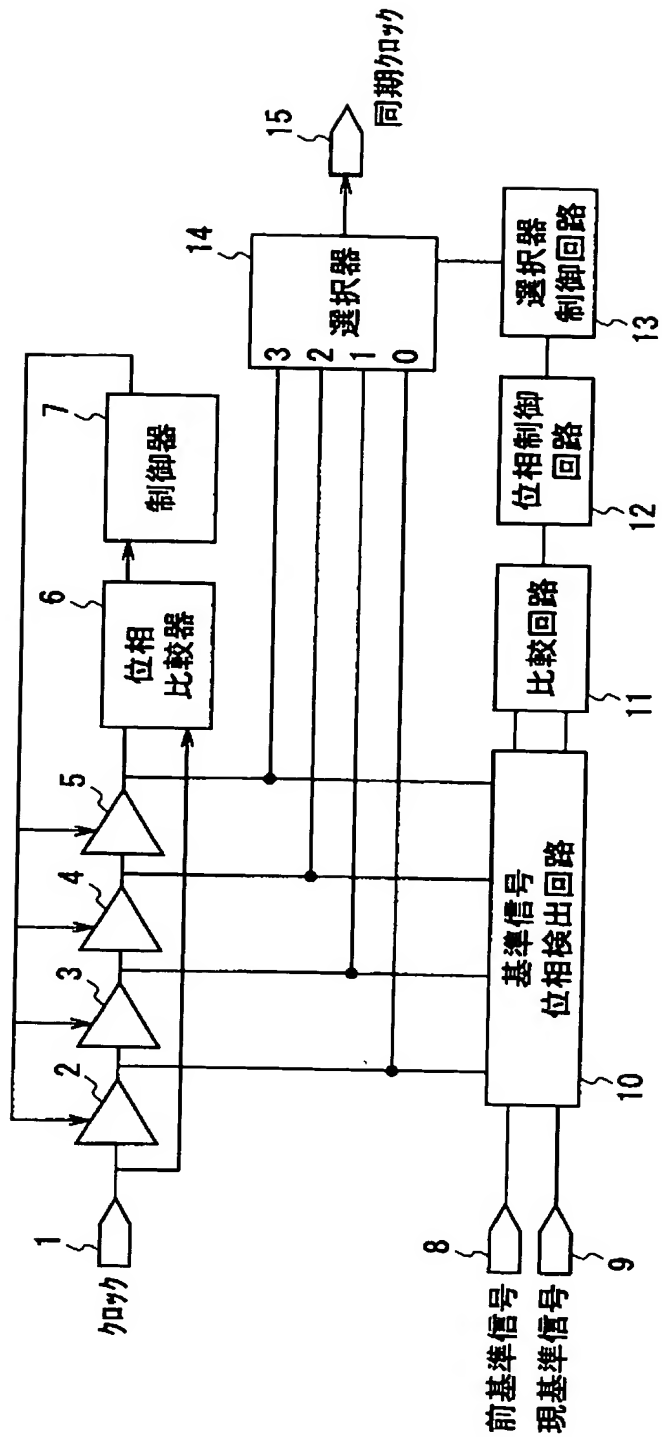 1
クロック
2
3
4
5
6
位相
比較器
7
制御器
14
3
2
1
0
選択器
15
同期クロック
8
前基準信号
9
現基準信号
10
基準信号
位相検出回路
11
比較回路
12
位相制御
回路
13
選択器
制御回路